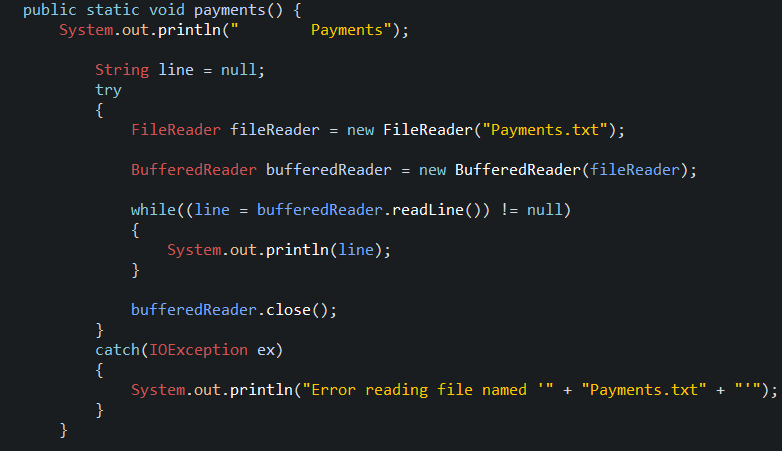 public static void payments() {
System.out.println("        Payments");
String line = null;
try
{
FileReader fileReader = new FileReader("Payments.txt");
BufferedReader bufferedReader = new BufferedReader(fileReader);
while((line = bufferedReader.readLine()) != null)
{
System.out.println(line);
}
bufferedReader.close();
}
catch(IOException ex)
{
System.out.println("Error reading file named '" + "Payments.txt" + "'");
}
}